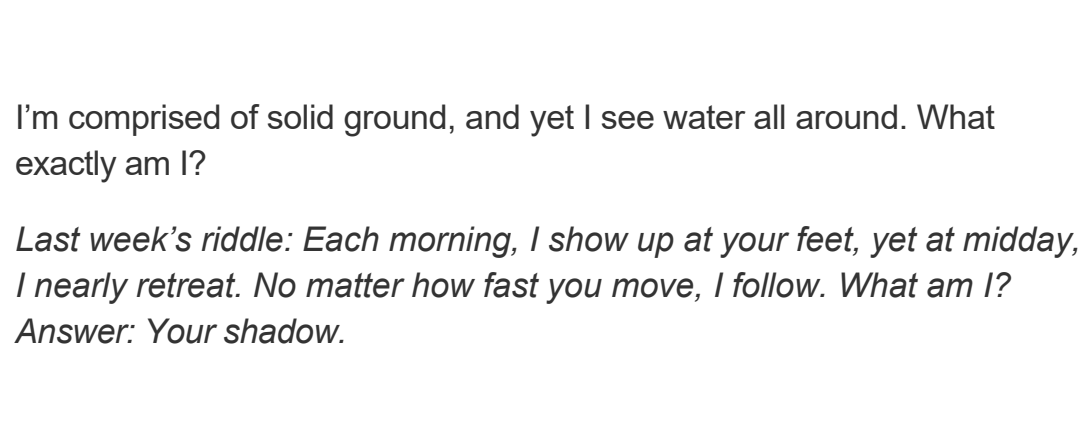 I’m comprised of solid ground, and yet I see water all around. What
exactly am I?
Last week’s riddle: Each morning, I show up at your feet, yet at midday,
I nearly retreat. No matter how fast you move, I follow. What am I?
Answer: Your shadow.